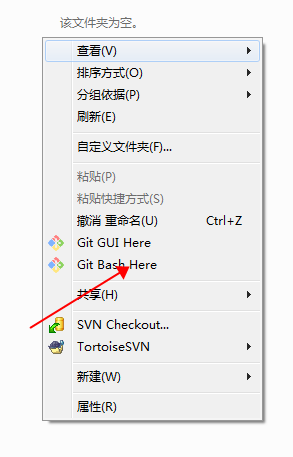 该文件夹为空。
查看(V)
排序方式(O)
分组依据(P)
刷新(E)
自定义文件夹(F)...
粘贴(P)
粘贴快捷方式(S)
撤消 重命名(U) Ctrl+Z
Git GUI Here
Git Bash Here
共享(H)
SVN Checkout...
TortoiseSVN
新建(W)
属性(R)